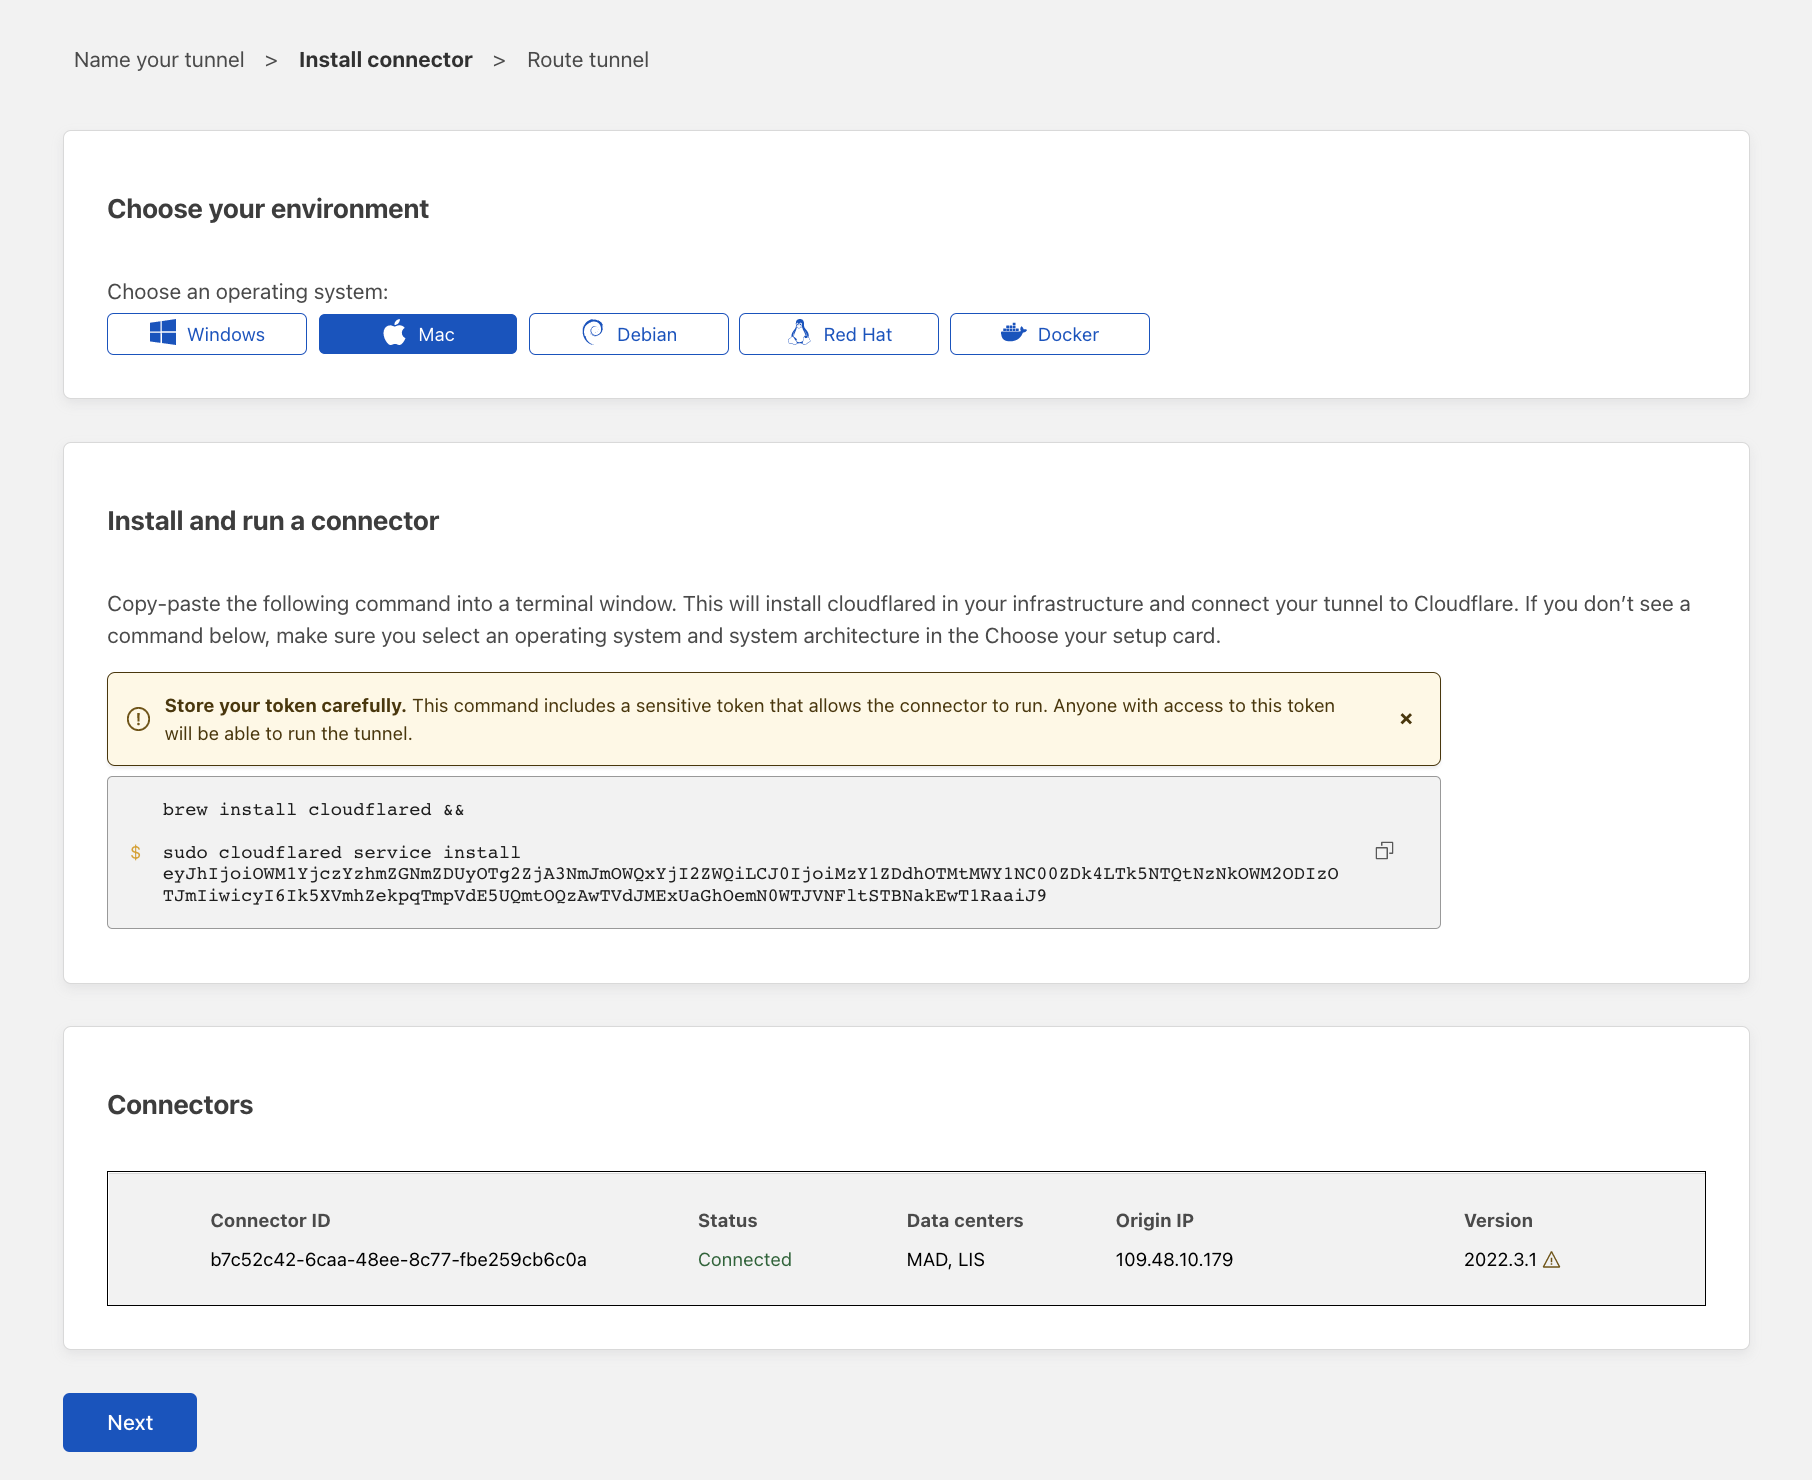 Name your tunnel > Install connector > Route tunnel
Choose your environment
Choose an operating system:
Windows Mac Debian Red Hat Docker
Install and run a connector
Copy-paste the following command into a terminal window. This will install cloudflared in your infrastructure and connect your tunnel to Cloudflare. If you don’t see a
command below, make sure you select an operating system and system architecture in the Choose your setup card.
Store your token carefully. This command includes a sensitive token that allows the connector to run. Anyone with access to this token
will be able to run the tunnel.
brew install cloudflared &&
$ sudo cloudflared service install
eyJhIjoiOWM1YjczYzhmZGNmZDUyOTg2ZjA3NmJmOWQxYjI2ZWQiLCJ0IjoiMzY1ZDdhOTMtMWY1NC00ZDk4LTk5NTQtNzNkOWM2ODIzO
TJmIiwicyI6Ik5XVmhZekpqTmpVdE5UQmtOQzAwTVdJMExUaGhOemN0WTJVNFltSTBNakEwT1RaaiJ9
Connectors
Connector ID Status Data centers Origin IP Version
b7c52c42-6caa-48ee-8c77-fbe259cb6c0a Connected MAD, LIS 109.48.10.179 2022.3.1
Next